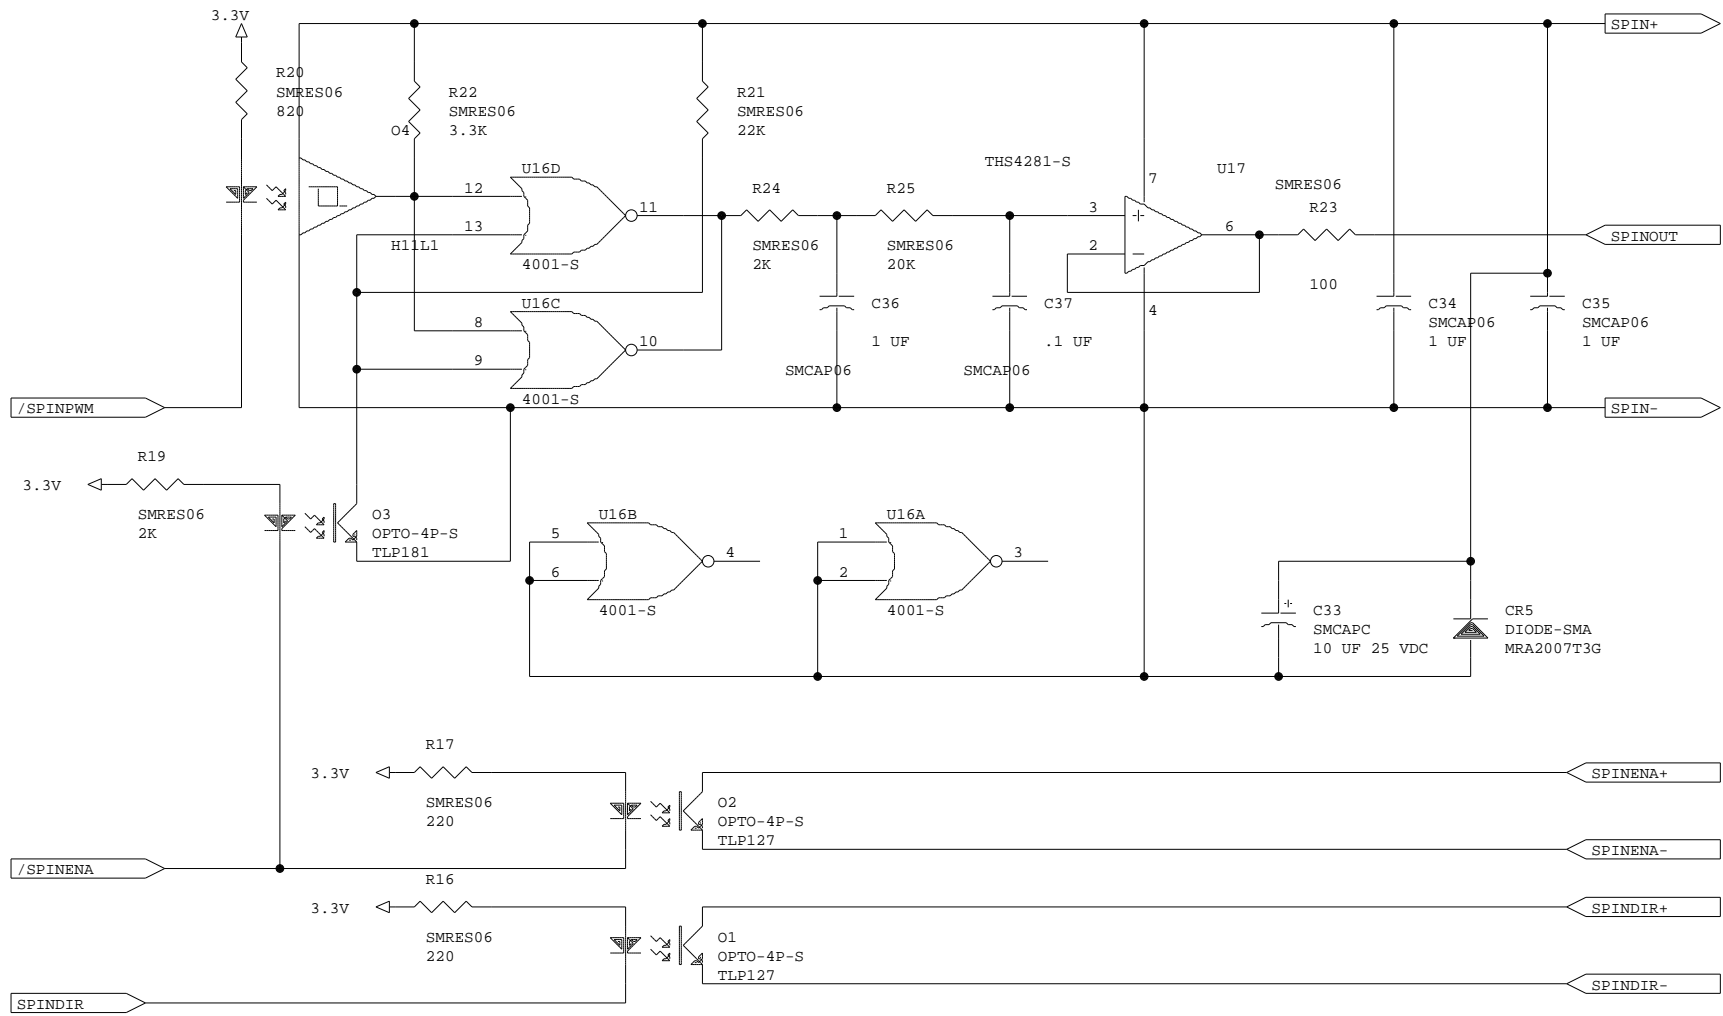 3.3V
SPIN+
R20
SMRES06
820
R22
SMRES06
3.3K
R21
SMRES06
22K
O4
H11L1
U16D
12
13
11
4001-S
U16C
8
9
10
4001-S
R24
SMRES06
2K
R25
SMRES06
20K
THS4281-S
U17
7
3
2
6
4
SMRES06
R23
100
SPINOUT
C36
1 UF
SMCAP06
C37
.1 UF
SMCAP06
C34
SMCAP06
1 UF
C35
SMCAP06
1 UF
/SPINPWM
SPIN-
R19
3.3V
SMRES06
2K
O3
OPTO-4P-S
TLP181
U16B
5
6
4
4001-S
U16A
1
2
3
4001-S
C33
SMCAPC
10 UF 25 VDC
CR5
DIODE-SMA
MRA2007T3G
R17
3.3V
SMRES06
220
O2
OPTO-4P-S
TLP127
SPINENA+
SPINENA-
/SPINENA
R16
3.3V
SMRES06
220
O1
OPTO-4P-S
TLP127
SPINDIR+
SPINDIR-
SPINDIR